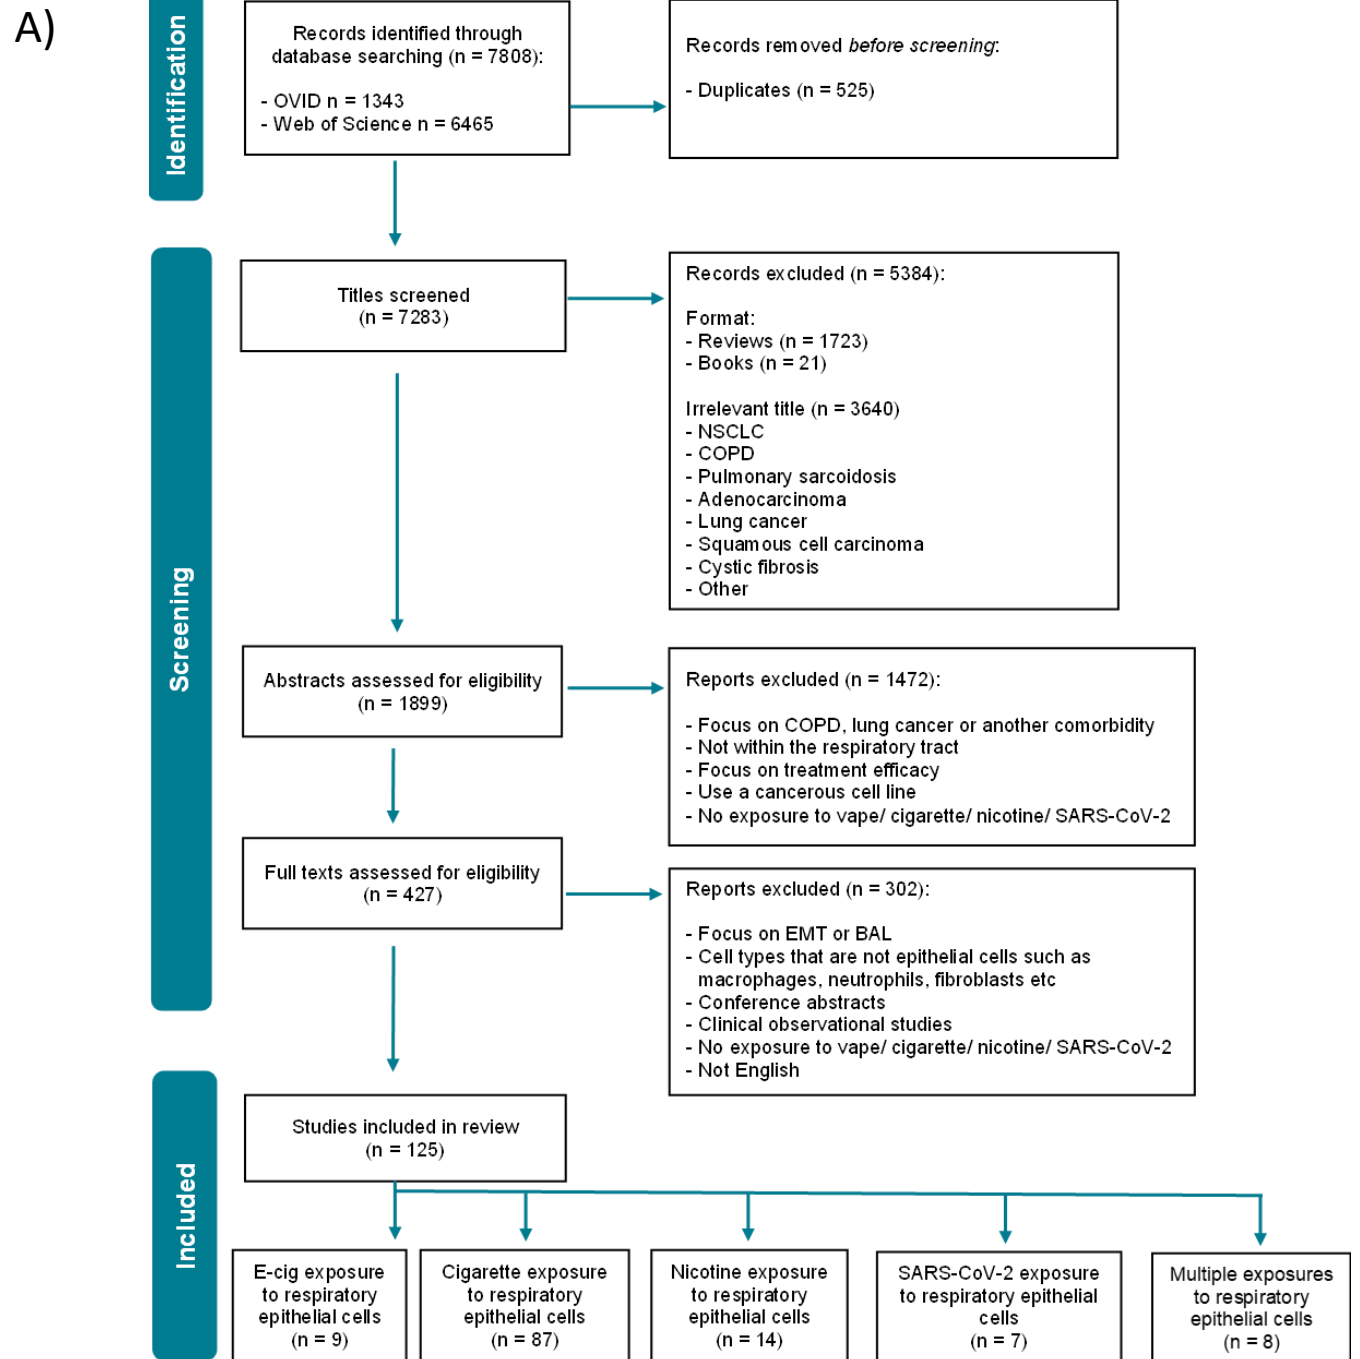 A)
Identification
Records identified through
database searching (n = 7808):
- OVID n = 1343
- Web of Science n = 6465
Records removed before screening:
- Duplicates (n = 525)
Screening
Titles screened
(n = 7283)
Records excluded (n = 5384):
Format:
- Reviews (n = 1723)
- Books (n = 21)
Irrelevant title (n = 3640)
- NSCLC
- COPD
- Pulmonary sarcoidosis
- Adenocarcinoma
- Lung cancer
- Squamous cell carcinoma
- Cystic fibrosis
- Other
Abstracts assessed for eligibility
(n = 1899)
Reports excluded (n = 1472):
- Focus on COPD, lung cancer or another comorbidity
- Not within the respiratory tract
- Focus on treatment efficacy
- Use a cancerous cell line
- No exposure to vape/ cigarette/ nicotine/ SARS-CoV-2
Full texts assessed for eligibility
(n = 427)
Reports excluded (n = 302):
- Focus on EMT or BAL
- Cell types that are not epithelial cells such as
macrophages, neutrophils, fibroblasts etc
- Conference abstracts
- Clinical observational studies
- No exposure to vape/ cigarette/ nicotine/ SARS-CoV-2
- Not English
Included
Studies included in review
(n = 125)
E-cig exposure
to respiratory
epithelial cells
(n = 9)
Cigarette exposure
to respiratory
epithelial cells
(n = 87)
Nicotine exposure
to respiratory
epithelial cells
(n = 14)
SARS-CoV-2 exposure
to respiratory epithelial
cells
(n = 7)
Multiple exposures
to respiratory
epithelial cells
(n = 8)